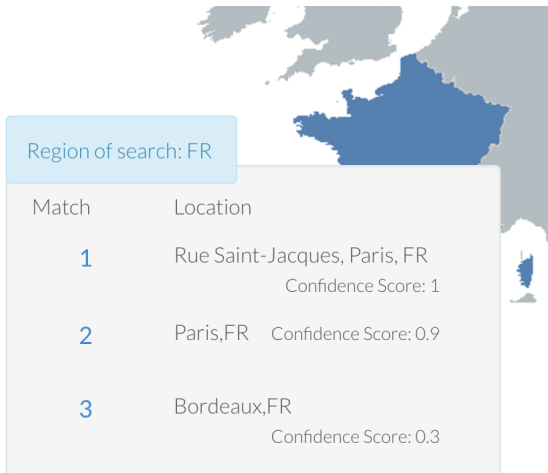 Region of search: FR
Match Location
1 Rue Saint-Jacques, Paris, FR
Confidence Score: 1
2 Paris,FR Confidence Score: 0.9
3 Bordeaux,FR
Confidence Score: 0.3